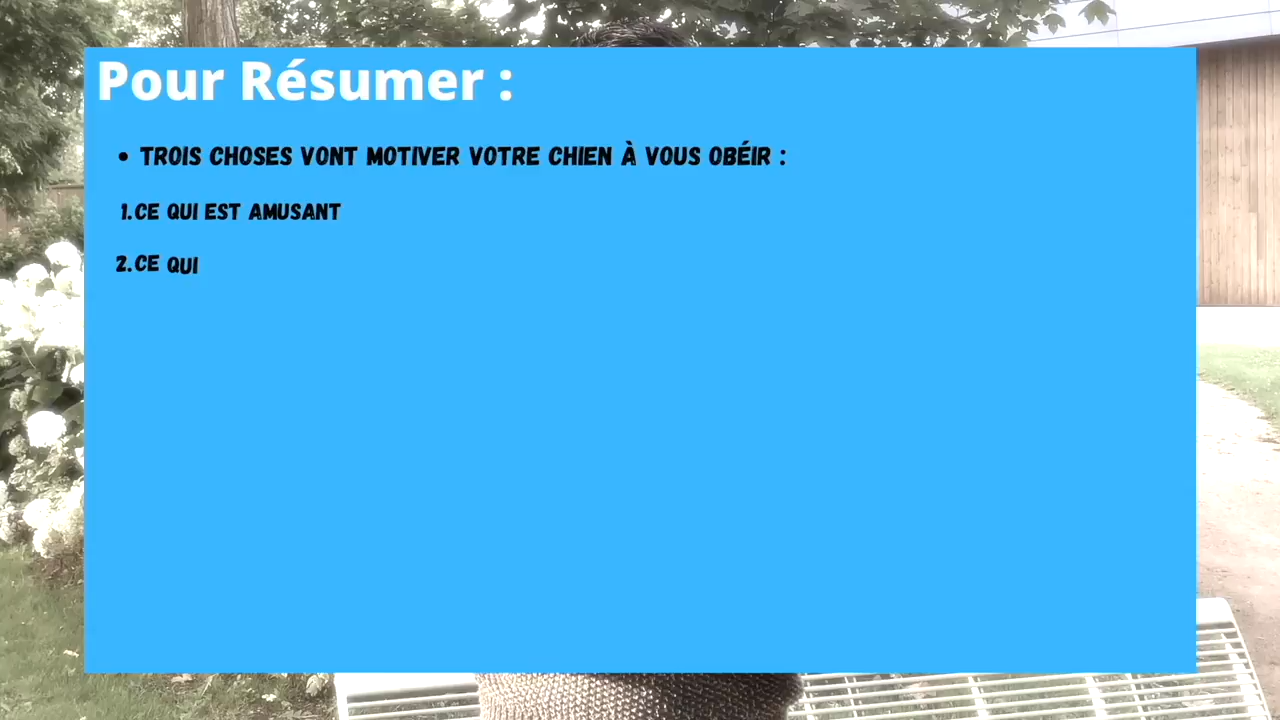 Pour Résumer :
• TROIS CHOSES VONT MOTIVER VOTRE CHIEN À VOUS OBÉIR :
1.CE QUI EST AMUSANT
2.CE QUI